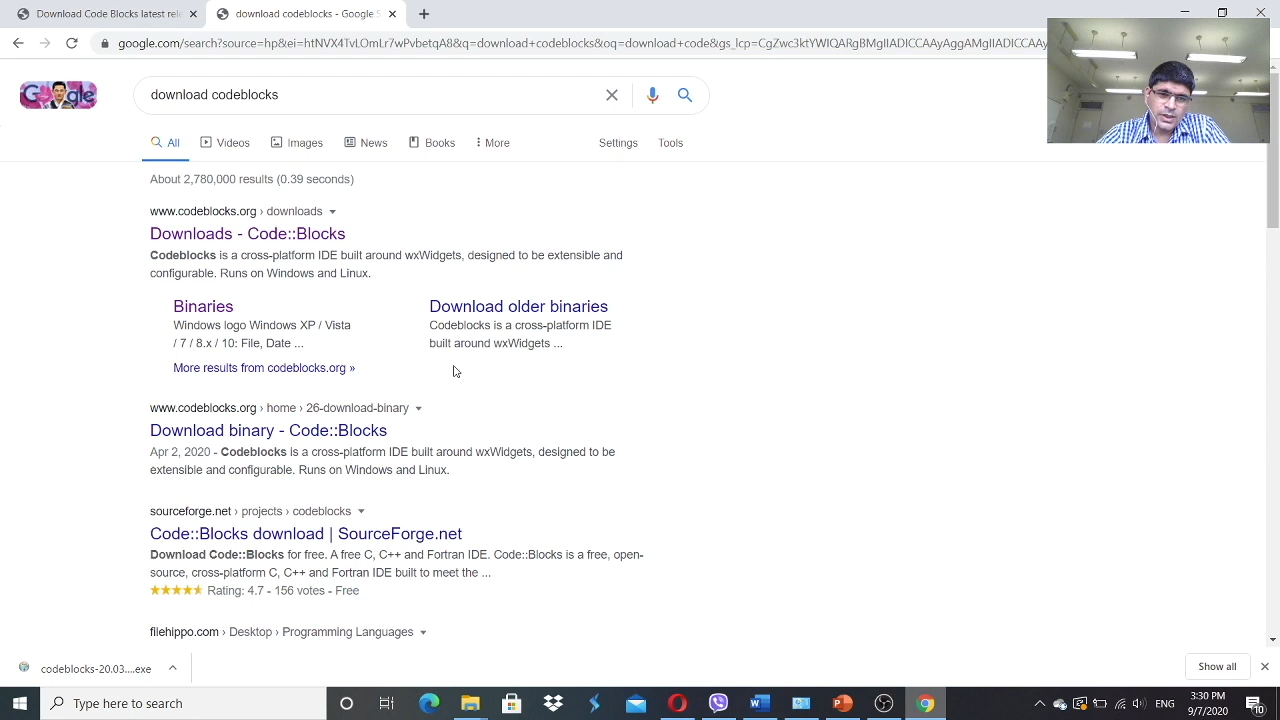 Download Code Blocks latest rele
download codeblocks - Google S
google.com/search?source=hp&ei=htNVX4TvLOmLr7wPvbetqA8&q=download+codeblocks&oq=download+code&gs_lcp=CgZwc3ktYWIQARgBMgIIADICCAAyAggAMgIIADICCAAyAggAMgIIADICCAAy
Google
download codeblocks
All
Videos
Images
News
Books
More
Settings
Tools
About 2,780,000 results (0.39 seconds)
www.codeblocks.org › downloads
Downloads - Code::Blocks
Codeblocks is a cross-platform IDE built around wxWidgets, designed to be extensible and
configurable. Runs on Windows and Linux.
Binaries
Windows logo Windows XP / Vista
/ 7 / 8.x / 10: File, Date ...
Download older binaries
Codeblocks is a cross-platform IDE
built around wxWidgets ...
More results from codeblocks.org »
www.codeblocks.org › home › 26-download-binary
Download binary - Code::Blocks
Apr 2, 2020 - Codeblocks is a cross-platform IDE built around wxWidgets, designed to be
extensible and configurable. Runs on Windows and Linux.
sourceforge.net › projects › codeblocks
Code::Blocks download | SourceForge.net
Download Code::Blocks for free. A free C, C++ and Fortran IDE. Code::Blocks is a free, open-
source, cross-platform C, C++ and Fortran IDE built to meet the ...
Rating: 4.7 - 156 votes - Free
filehippo.com › Desktop › Programming Languages
codeblocks-20.03....exe
Show all
Type here to search
3:30 PM
9/7/2020